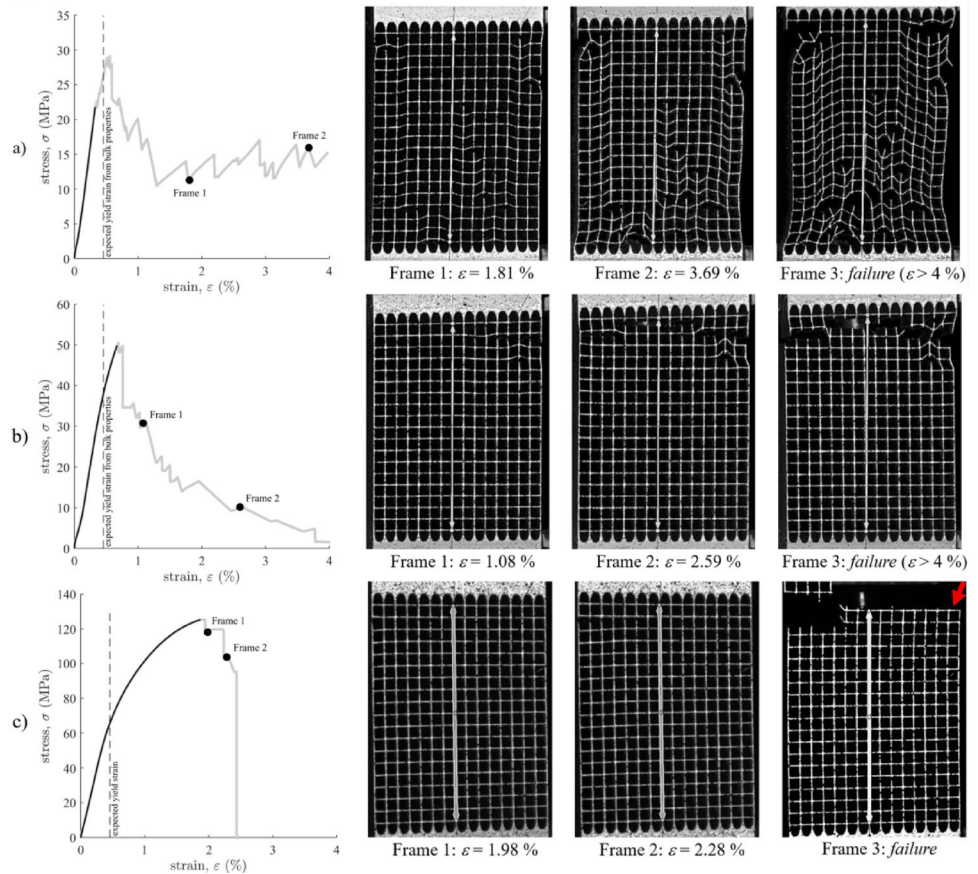 a)
35
30
25
20
15
10
5
0
stress, σ (MPa)
expected yield strain from bulk properties
Frame 1
Frame 2
0 1 2 3 4
strain, ε (%)
Frame 1: ε = 1.81 %
Frame 2: ε = 3.69 %
Frame 3: failure (ε > 4 %)
b)
60
50
40
30
20
10
0
stress, σ (MPa)
expected yield strain from bulk properties
Frame 1
Frame 2
0 1 2 3 4
strain, ε (%)
Frame 1: ε = 1.08 %
Frame 2: ε = 2.59 %
Frame 3: failure (ε > 4 %)
c)
140
120
100
80
60
40
20
0
stress, σ (MPa)
expected yield strain
Frame 1
Frame 2
0 1 2 3 4
strain, ε (%)
Frame 1: ε = 1.98 %
Frame 2: ε = 2.28 %
Frame 3: failure